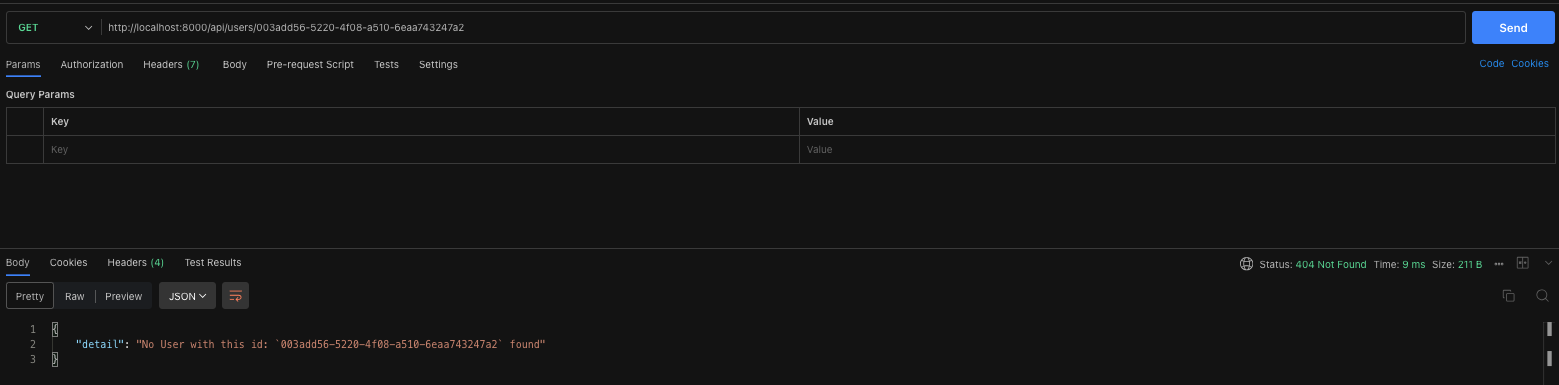 GET http://localhost:8000/api/users/003add56-5220-4f08-a510-6eaa743247a2 Send
Params Authorization Headers (7) Body Pre-request Script Tests Settings Code Cookies
Query Params
Key Value
Key Value
Body Cookies Headers (4) Test Results Status: 404 Not Found Time: 9 ms Size: 211 B
Pretty Raw Preview JSON
1 {
2 "detail": "No User with this id: `003add56-5220-4f08-a510-6eaa743247a2` found"
3 }